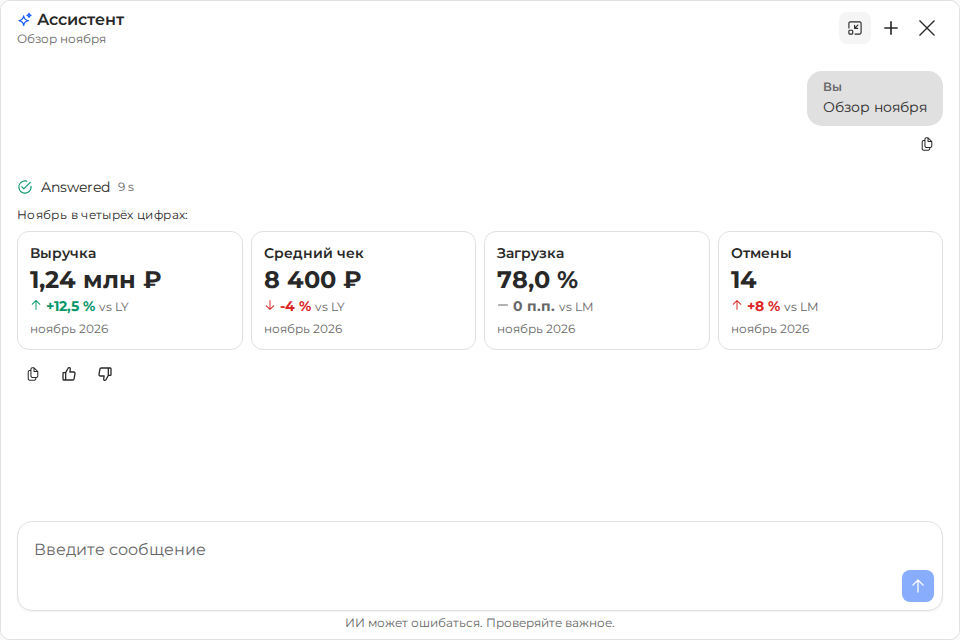 Ассистент
Обзор ноября
Вы
Обзор ноября
Answered 9 s
Ноябрь в четырёх цифрах:
Выручка
1,24 млн ₽
↑ +12,5 % vs LY
ноябрь 2026
Средний чек
8 400 ₽
↓ -4 % vs LY
ноябрь 2026
Загрузка
78,0 %
— 0 п.п. vs LM
ноябрь 2026
Отмены
14
↑ +8 % vs LM
ноябрь 2026
Введите сообщение
ИИ может ошибаться. Проверяйте важное.